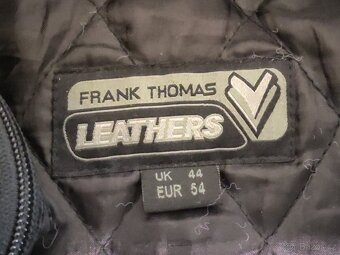 FRANK THOMAS
LEATHERS
UK 44
EUR 54